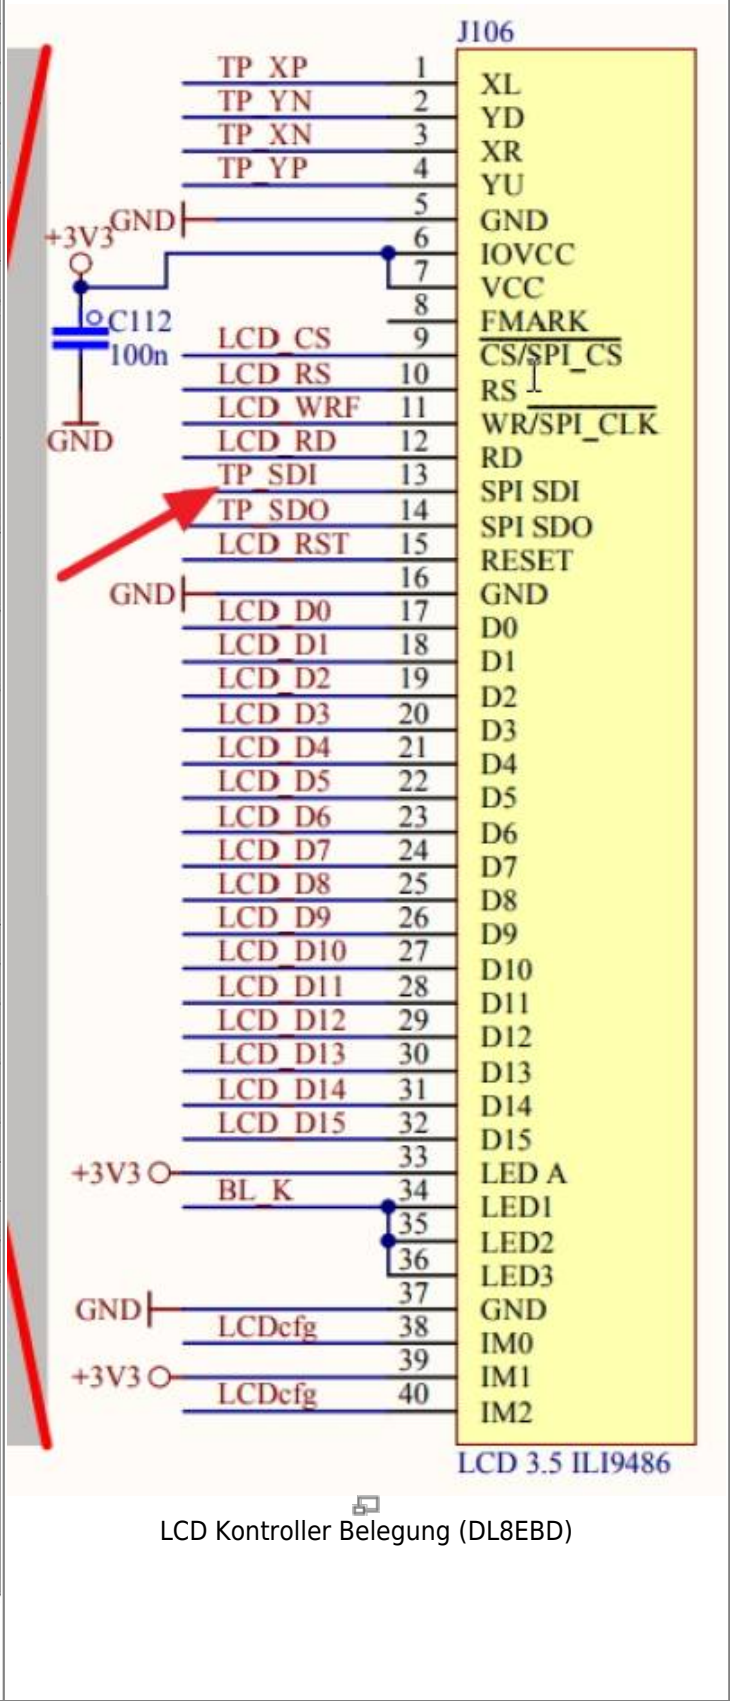 J106
TP_XP 1 XL
TP_YN 2 YD
TP_XN 3 XR
TP_YP 4 YU
GND 5 GND
+3V3 6 IOVCC
7 VCC
8 FMARK
C112
100n
GND
LCD_CS 9 CS/SPI_CS
LCD_RS 10 RS
LCD_WRF 11 WR/SPI_CLK
LCD_RD 12 RD
TP_SDI 13 SPI SDI
TP_SDO 14 SPI SDO
LCD_RST 15 RESET
GND 16 GND
LCD_D0 17 D0
LCD_D1 18 D1
LCD_D2 19 D2
LCD_D3 20 D3
LCD_D4 21 D4
LCD_D5 22 D5
LCD_D6 23 D6
LCD_D7 24 D7
LCD_D8 25 D8
LCD_D9 26 D9
LCD_D10 27 D10
LCD_D11 28 D11
LCD_D12 29 D12
LCD_D13 30 D13
LCD_D14 31 D14
LCD_D15 32 D15
+3V3 33 LED A
BL_K 34 LED1
35 LED2
36 LED3
GND 37 GND
LCDcfg 38 IM0
+3V3 39 IM1
LCDcfg 40 IM2
LCD 3.5 ILI9486
LCD Kontroller Belegung (DL8EBD)